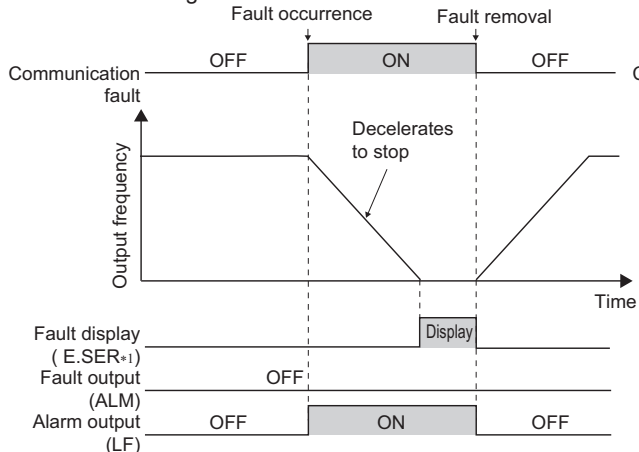 Fault occurrence
Fault removal
Communication
fault
OFF
ON
OFF
Output frequency
Decelerates
to stop
Time
Fault display
( E.SER*1)
Display
Fault output
(ALM)
OFF
Alarm output
(LF)
OFF
ON
OFF